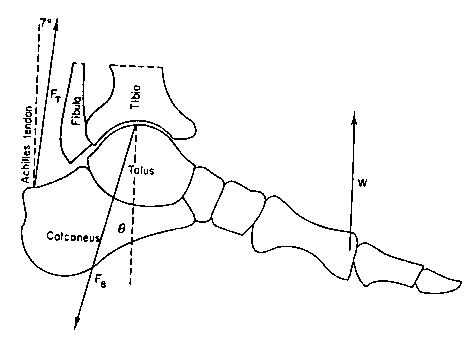 7°
F_T
Achilles tendon
Fibula
Tibia
Talus
Calcaneus
θ
F_B
W